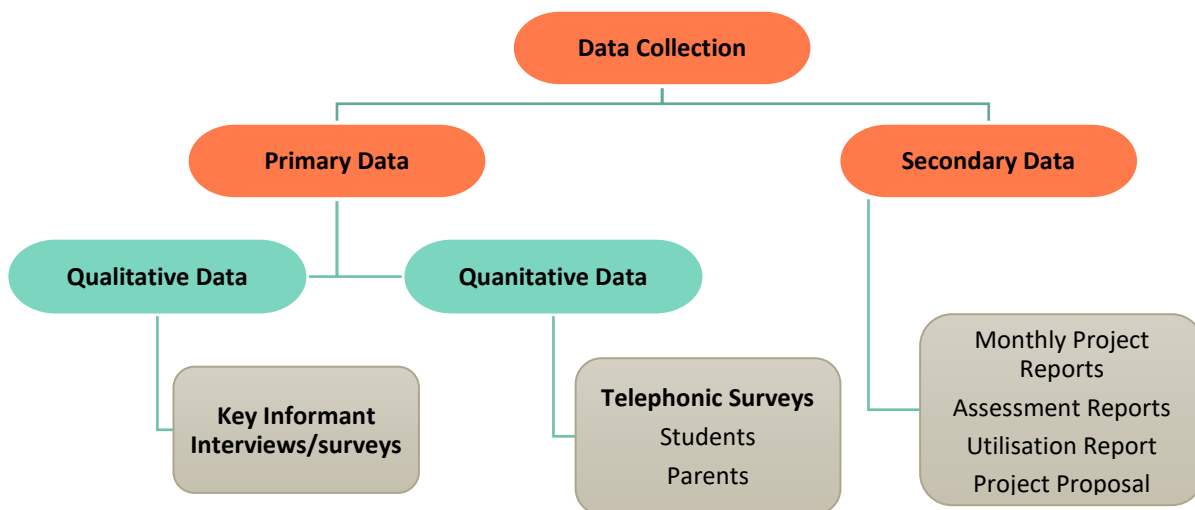 Data Collection
Primary Data
Secondary Data
Qualitative Data
Quanitative Data
Key Informant
Interviews/surveys
Telephonic Surveys
Students
Parents
Monthly Project
Reports
Assessment Reports
Utilisation Report
Project Proposal